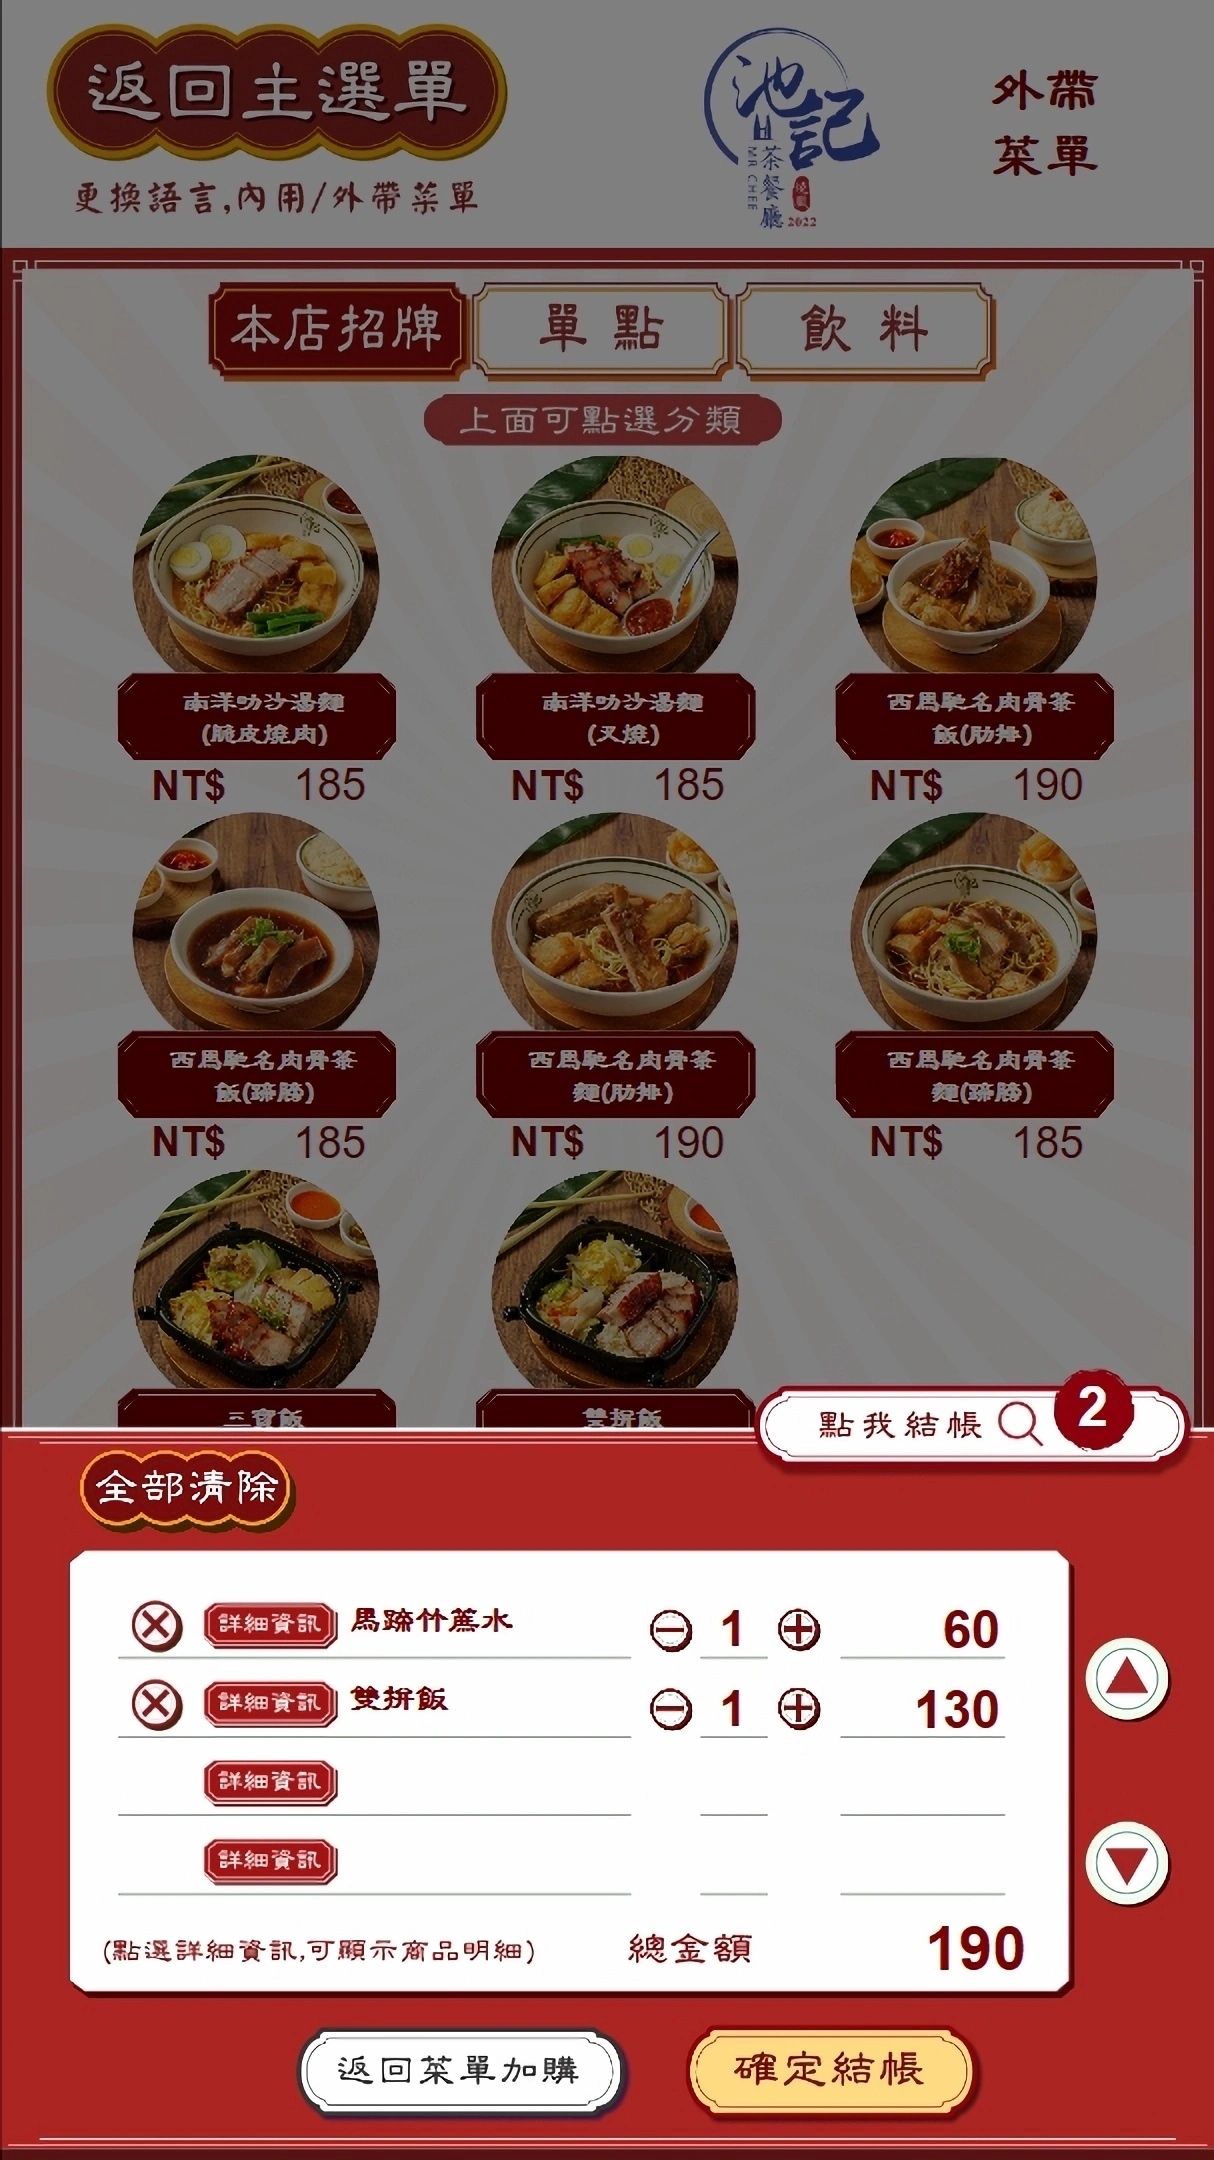 返回主選單
更換語言,內用/外帶菜單
池記
茶餐廳
MR CHEF
燒臘
2022
外帶
菜單
本店招牌
單 點
飲 料
上面可點選分類
南洋叻沙湯麵
(脆皮燒肉)
NT$ 185
南洋叻沙湯麵
(叉燒)
NT$ 185
西馬馳名肉骨茶
飯(肋排)
NT$ 190
西馬馳名肉骨茶
飯(蹄膀)
NT$ 185
西馬馳名肉骨茶
麵(肋排)
NT$ 190
西馬馳名肉骨茶
麵(蹄膀)
NT$ 185
三寶飯
雙拼飯
點我結帳
2
全部清除
詳細資訊 馬蹄竹蔗水 1 60
詳細資訊 雙拼飯 1 130
詳細資訊
詳細資訊
(點選詳細資訊,可顯示商品明細) 總金額 190
返回菜單加購
確定結帳